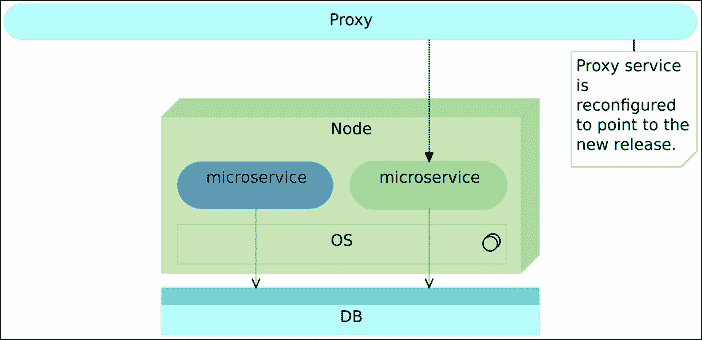 Proxy
Proxy service
is
reconfigured
to point to the
new release.
Node
microservice
microservice
OS
DB